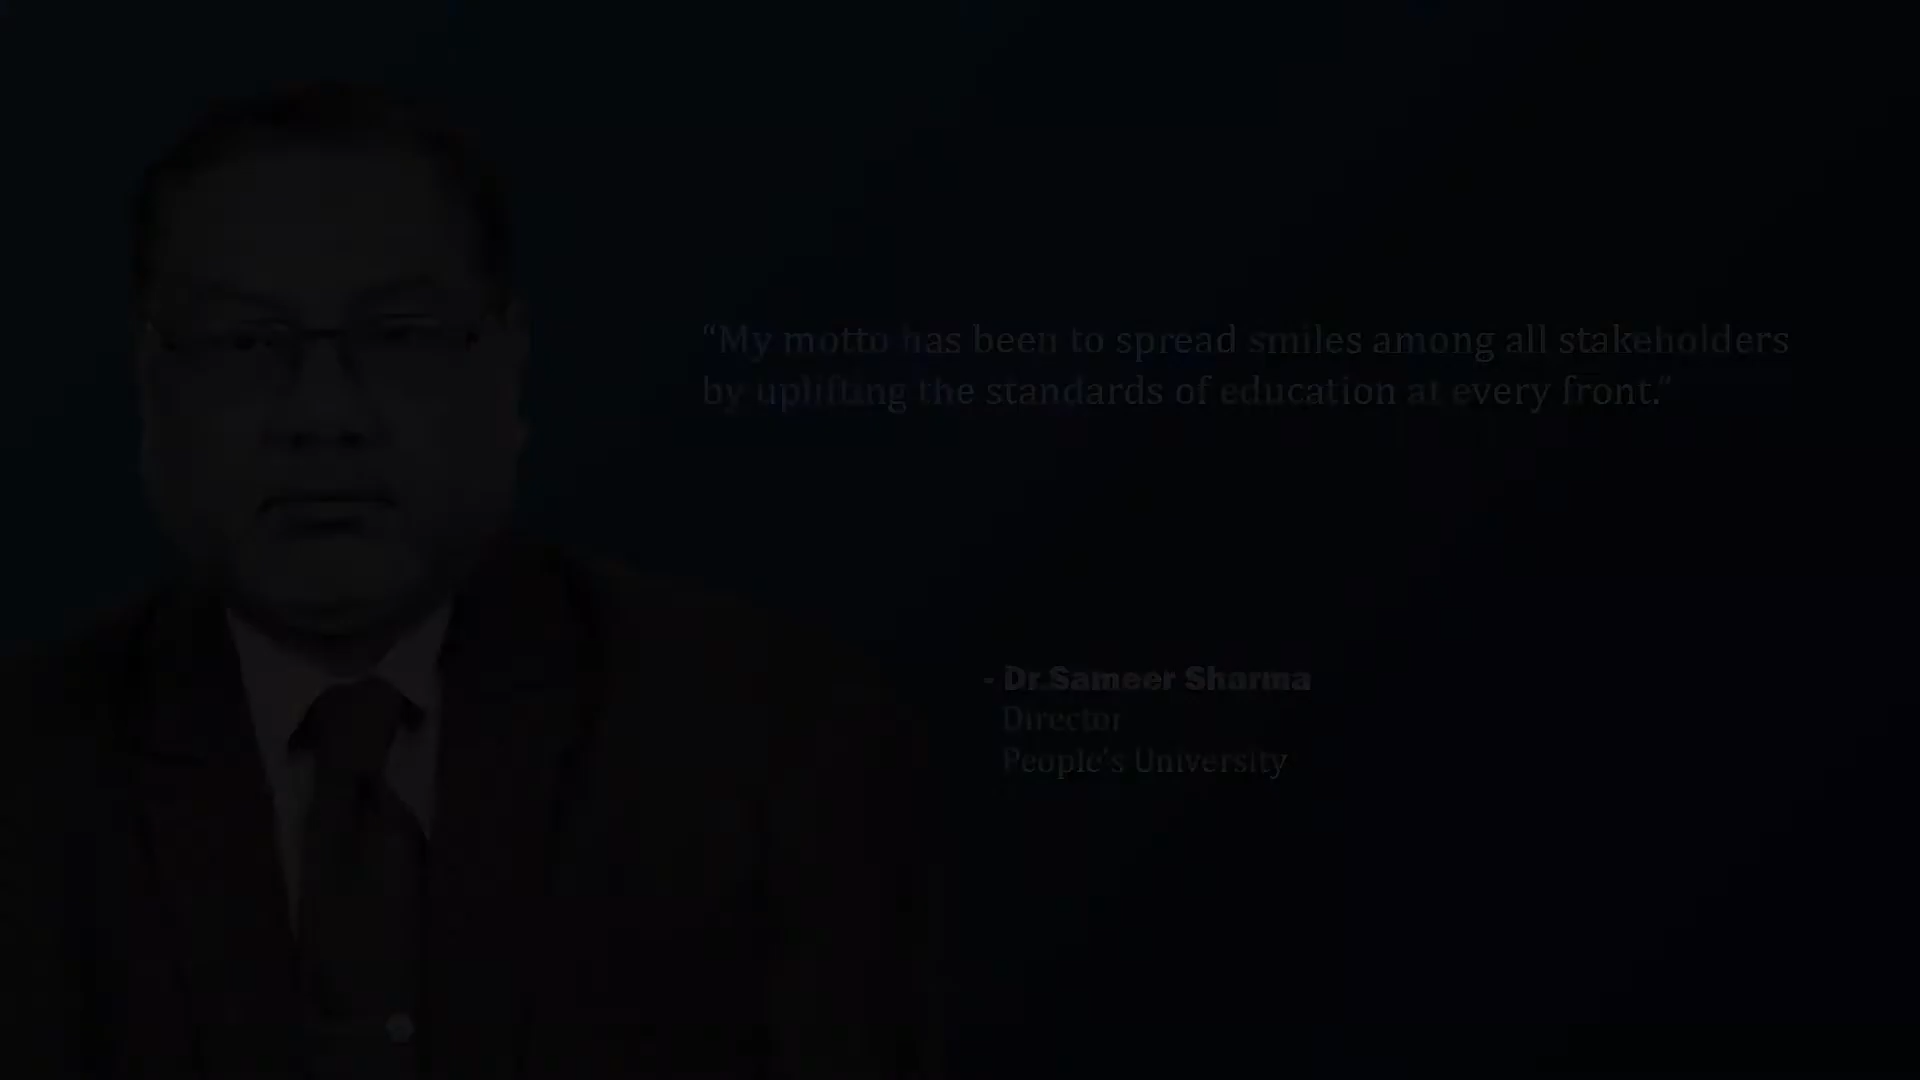 “My motto has been to spread smiles among all stakeholders
by uplifting the standards of education at every front.“
- Dr.Sameer Sharma
Director
People's University